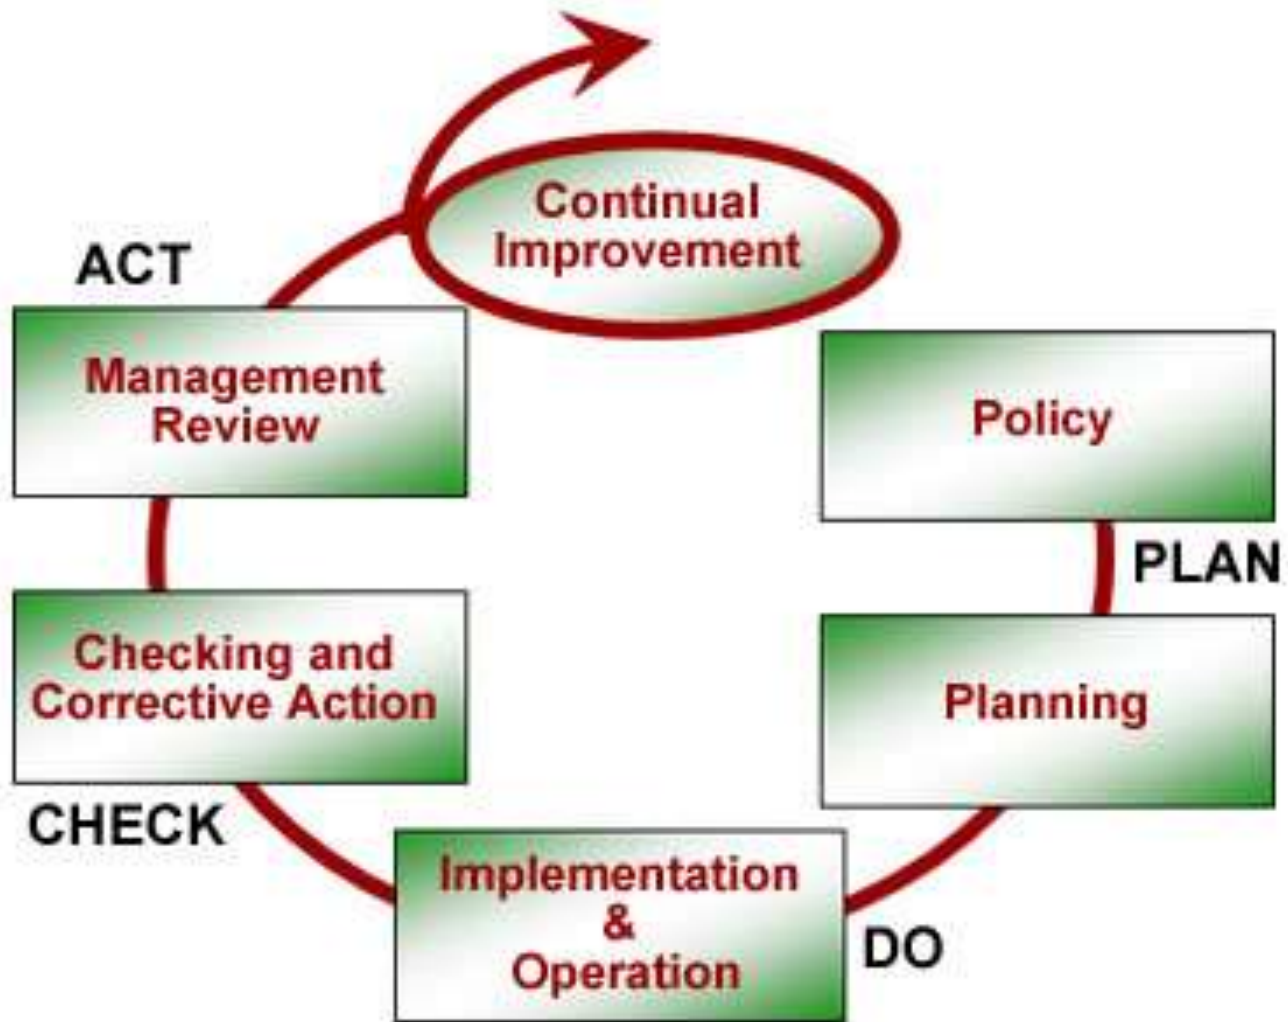 Continual
Improvement
ACT
Management
Review
Policy
PLAN
Checking and
Corrective Action
Planning
CHECK
Implementation
&
Operation
DO